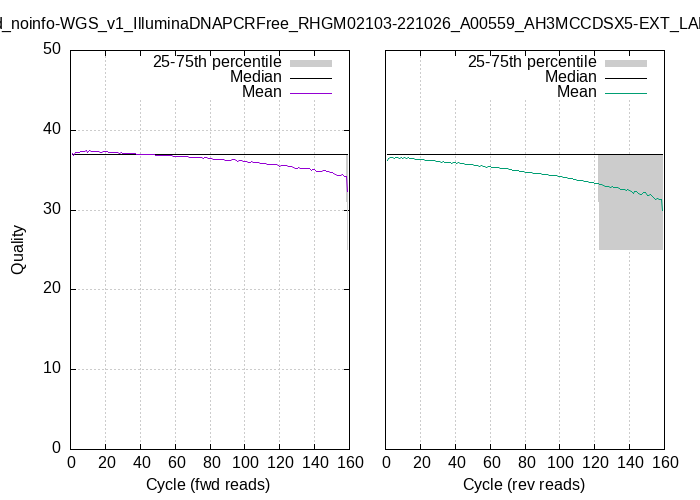 d_noinfo-WGS_v1_IlluminaDNAPCRFree_RHGM02103-221026_A00559_AH3MCCDSX5-EXT_LA
50
40
30
20
10
0
Quality
25-75th percentile
Median
Mean
0 20 40 60 80 100 120 140 160
Cycle (fwd reads)
25-75th percentile
Median
Mean
0 20 40 60 80 100 120 140 160
Cycle (rev reads)